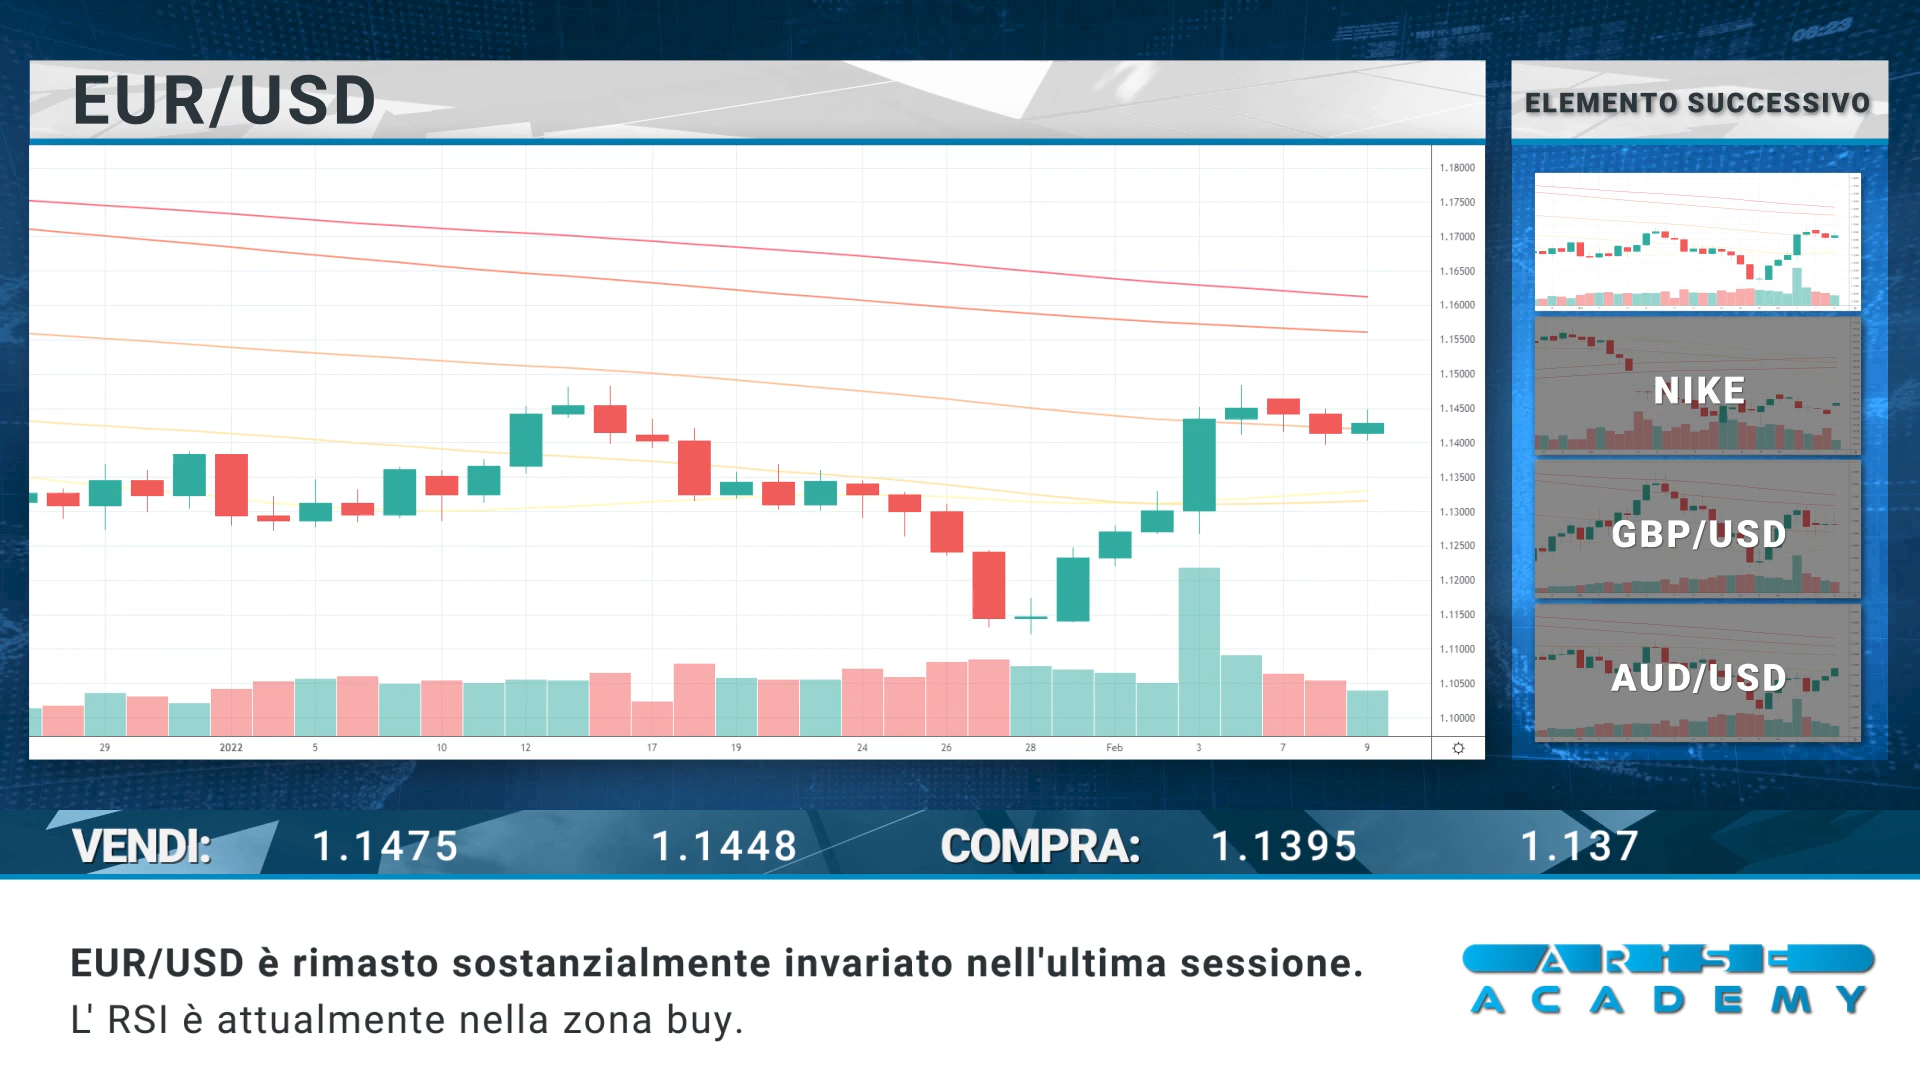 06:23
EUR/USD
ELEMENTO SUCCESSIVO
1.18000
1.17500
1.17000
1.16500
1.16000
1.15500
1.15000
1.14500
1.14000
1.13500
1.13000
1.12500
1.12000
1.11500
1.11000
1.10500
1.10000
29 2022 5 10 12 17 19 24 26 28 Feb 3 7 9
NIKE
GBP/USD
AUD/USD
VENDI: 1.1475 1.1448 COMPRA: 1.1395 1.137
EUR/USD è rimasto sostanzialmente invariato nell'ultima sessione.
L' RSI è attualmente nella zona buy.
ARISE
ACADEMY